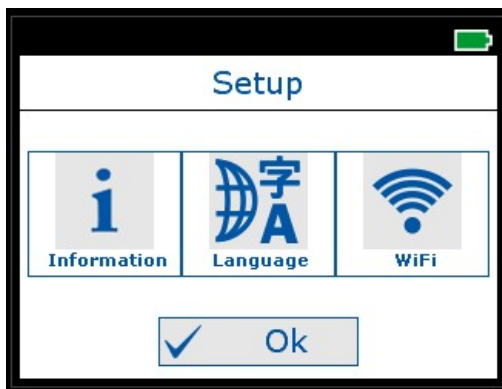 Setup
i
字
A
Information
Language
WiFi
Ok